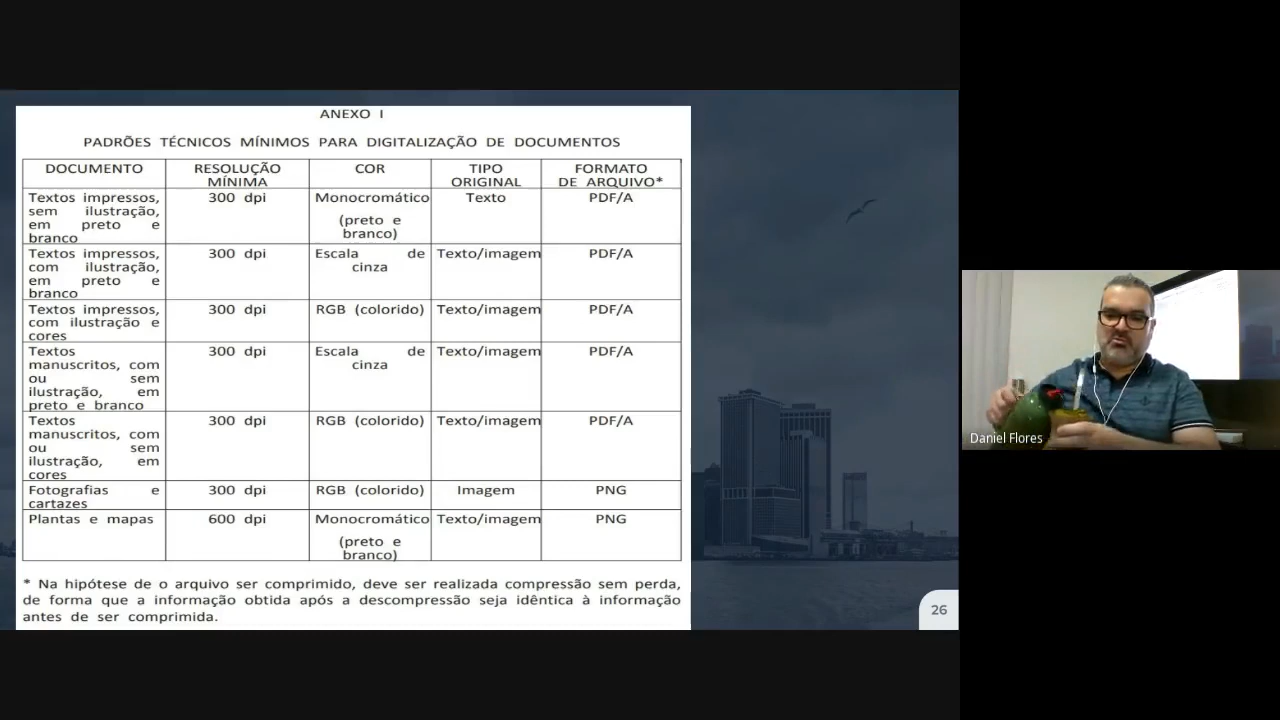 ANEXO I
PADRÕES TÉCNICOS MÍNIMOS PARA DIGITALIZAÇÃO DE DOCUMENTOS
DOCUMENTO
RESOLUÇÃO
MÍNIMA
COR
TIPO
ORIGINAL
FORMATO
DE ARQUIVO*
Textos impressos,
sem ilustração,
em preto e
branco
300 dpi
Monocromático
(preto e
branco)
Texto
PDF/A
Textos impressos,
com ilustração,
em preto e
branco
300 dpi
Escala de
cinza
Texto/imagem
PDF/A
Textos impressos,
com ilustração e
cores
300 dpi
RGB (colorido)
Texto/imagem
PDF/A
Textos
manuscritos, com
ou sem
ilustração, em
preto e branco
300 dpi
Escala de
cinza
Texto/imagem
PDF/A
Textos
manuscritos, com
ou sem
ilustração, em
cores
300 dpi
RGB (colorido)
Texto/imagem
PDF/A
Fotografias e
cartazes
300 dpi
RGB (colorido)
Imagem
PNG
Plantas e mapas
600 dpi
Monocromático
(preto e
branco)
Texto/imagem
PNG
* Na hipótese de o arquivo ser comprimido, deve ser realizada compressão sem perda,
de forma que a informação obtida após a descompressão seja idêntica à informação
antes de ser comprimida.
26
Daniel Flores